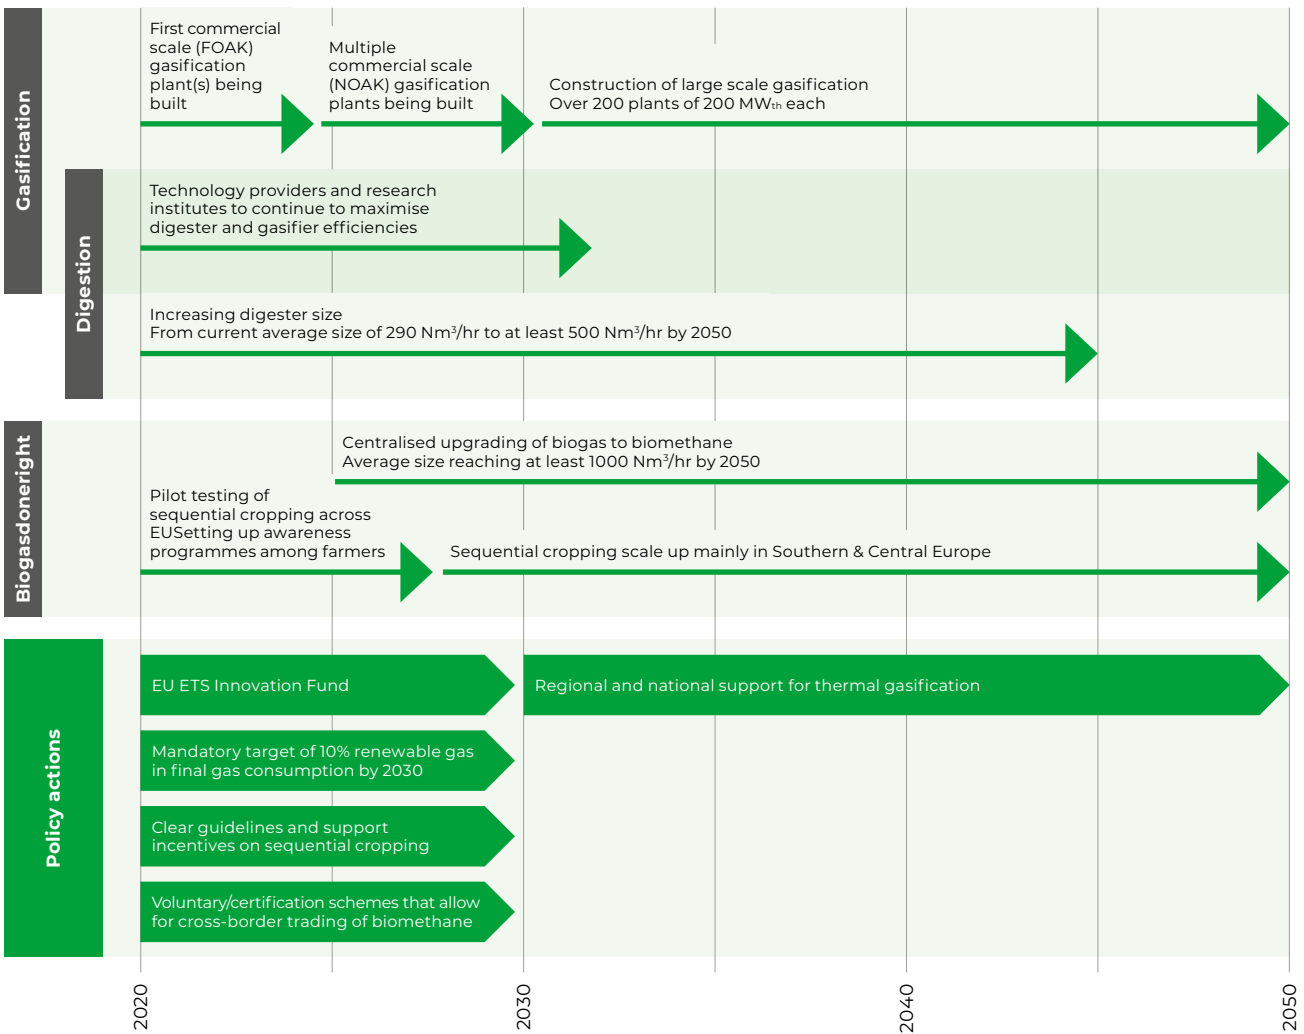 Gasification
First commercial
scale (FOAK)
gasification
plant(s) being
built
Multiple
commercial scale
(NOAK) gasification
plants being built
Construction of large scale gasification
Over 200 plants of 200 MWth each
Digestion
Technology providers and research
institutes to continue to maximise
digester and gasifier efficiencies
Increasing digester size
From current average size of 290 Nm³/hr to at least 500 Nm³/hr by 2050
Biogasdoneright
Centralised upgrading of biogas to biomethane
Average size reaching at least 1000 Nm³/hr by 2050
Pilot testing of
sequential cropping across
EUSetting up awareness
programmes among farmers
Sequential cropping scale up mainly in Southern & Central Europe
Policy actions
EU ETS Innovation Fund
Regional and national support for thermal gasification
Mandatory target of 10% renewable gas
in final gas consumption by 2030
Clear guidelines and support
incentives on sequential cropping
Voluntary/certification schemes that allow
for cross-border trading of biomethane
2020
2030
2040
2050